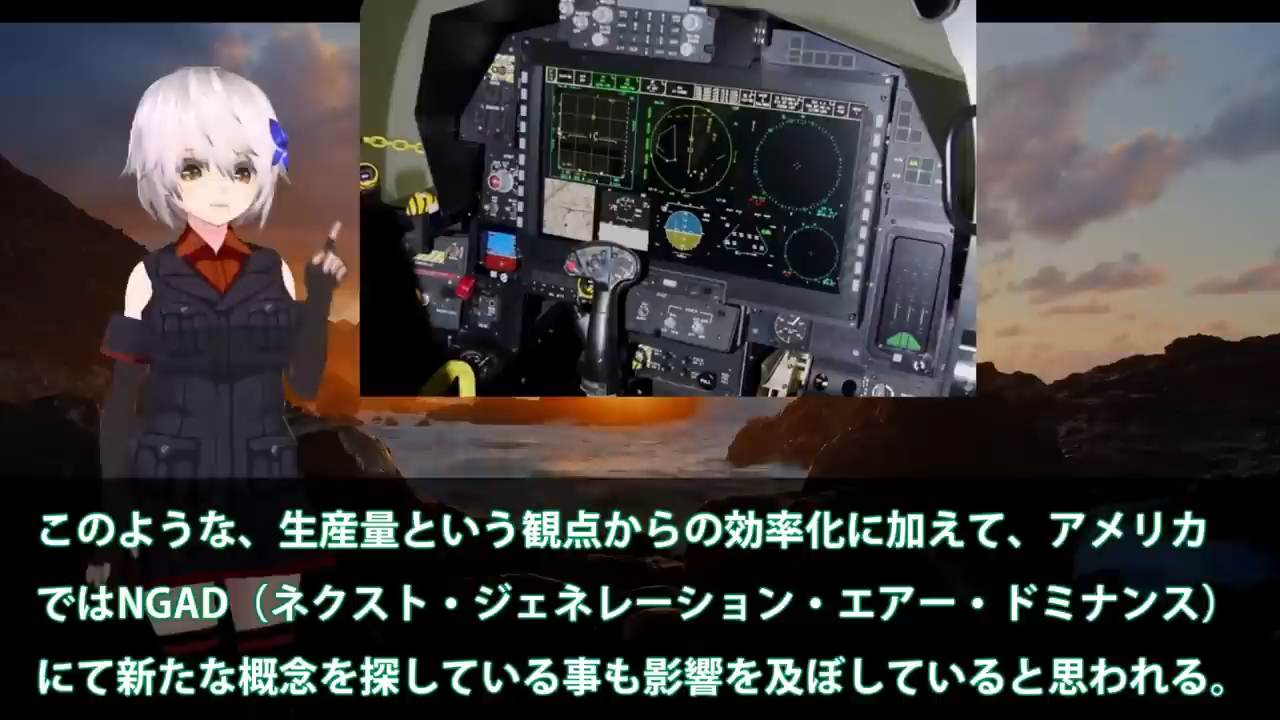 このような、生産量という観点からの効率化に加えて、アメリカ
ではNGAD（ネクスト・ジェネレーション・エアー・ドミナンス）
にて新たな概念を探している事も影響を及ぼしていると思われる。